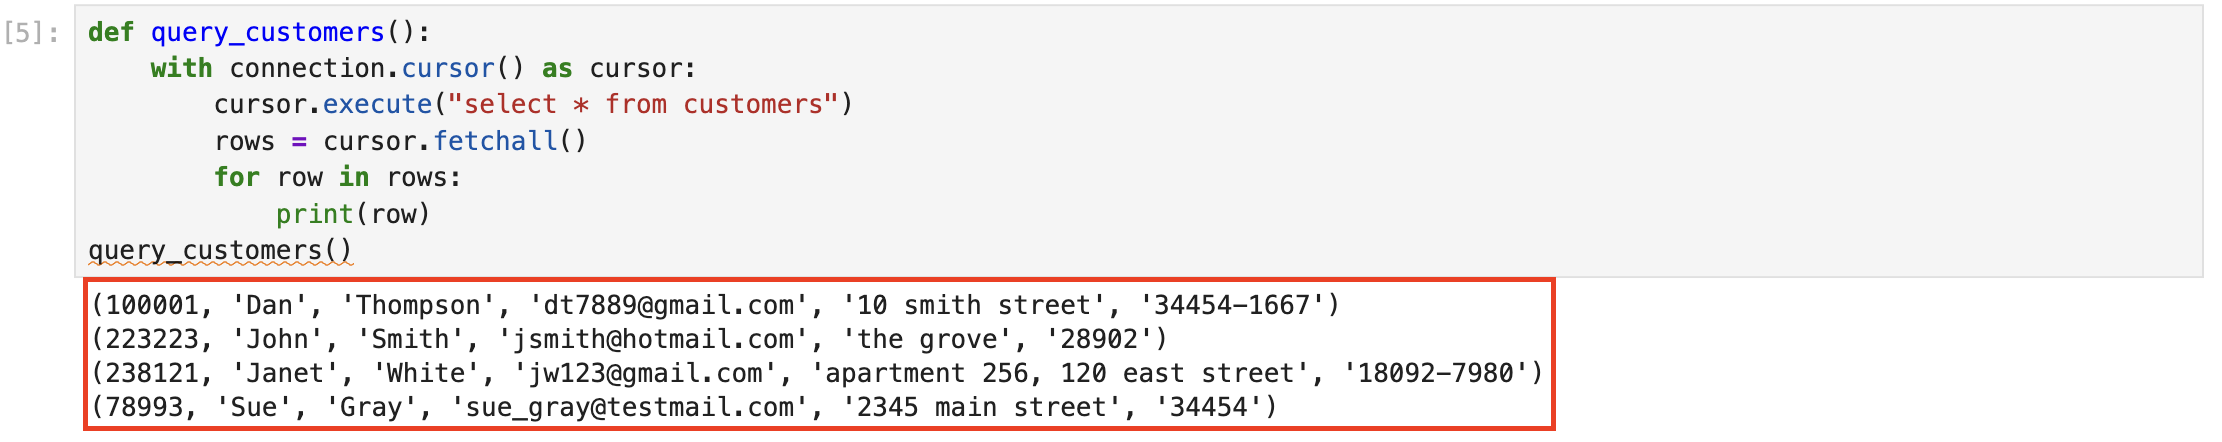 [5]:
def query_customers():
    with connection.cursor() as cursor:
        cursor.execute("select * from customers")
        rows = cursor.fetchall()
        for row in rows:
            print(row)
query_customers()
(100001, 'Dan', 'Thompson', 'dt7889@gmail.com', '10 smith street', '34454-1667')
(223223, 'John', 'Smith', 'jsmith@hotmail.com', 'the grove', '28902')
(238121, 'Janet', 'White', 'jw123@gmail.com', 'apartment 256, 120 east street', '18092-7980')
(78993, 'Sue', 'Gray', 'sue_gray@testmail.com', '2345 main street', '34454')